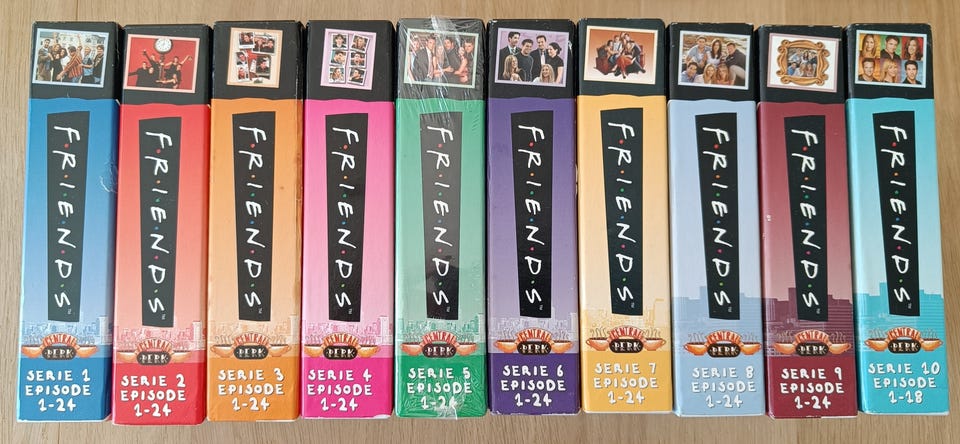 F·R·I·E·N·D·S
CENTRAL
PERK
SERIE 1
EPISODE
1-24
F·R·I·E·N·D·S
CENTRAL
PERK
SERIE 2
EPISODE
1-24
F·R·I·E·N·D·S
CENTRAL
PERK
SERIE 3
EPISODE
1-24
F·R·I·E·N·D·S
CENTRAL
PERK
SERIE 4
EPISODE
1-24
F·R·I·E·N·D·S
CENTRAL
PERK
SERIE 5
EPISODE
1-24
F·R·I·E·N·D·S
CENTRAL
PERK
SERIE 6
EPISODE
1-24
F·R·I·E·N·D·S
CENTRAL
PERK
SERIE 7
EPISODE
1-24
F·R·I·E·N·D·S
CENTRAL
PERK
SERIE 8
EPISODE
1-24
F·R·I·E·N·D·S
CENTRAL
PERK
SERIE 9
EPISODE
1-24
F·R·I·E·N·D·S
CENTRAL
PERK
SERIE 10
EPISODE
1-18